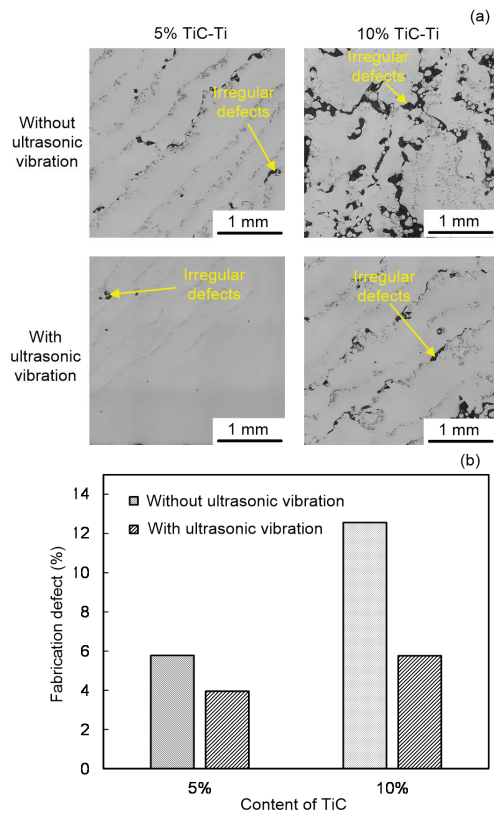 (a)
5% TiC-Ti
10% TiC-Ti
Without
ultrasonic
vibration
Irregular
defects
1 mm
Irregular
defects
1 mm
With
ultrasonic
vibration
Irregular
defects
1 mm
Irregular
defects
1 mm
(b)
Fabrication defect (%)
14
12
10
8
6
4
2
0
Without ultrasonic vibration
With ultrasonic vibration
5%
10%
Content of TiC